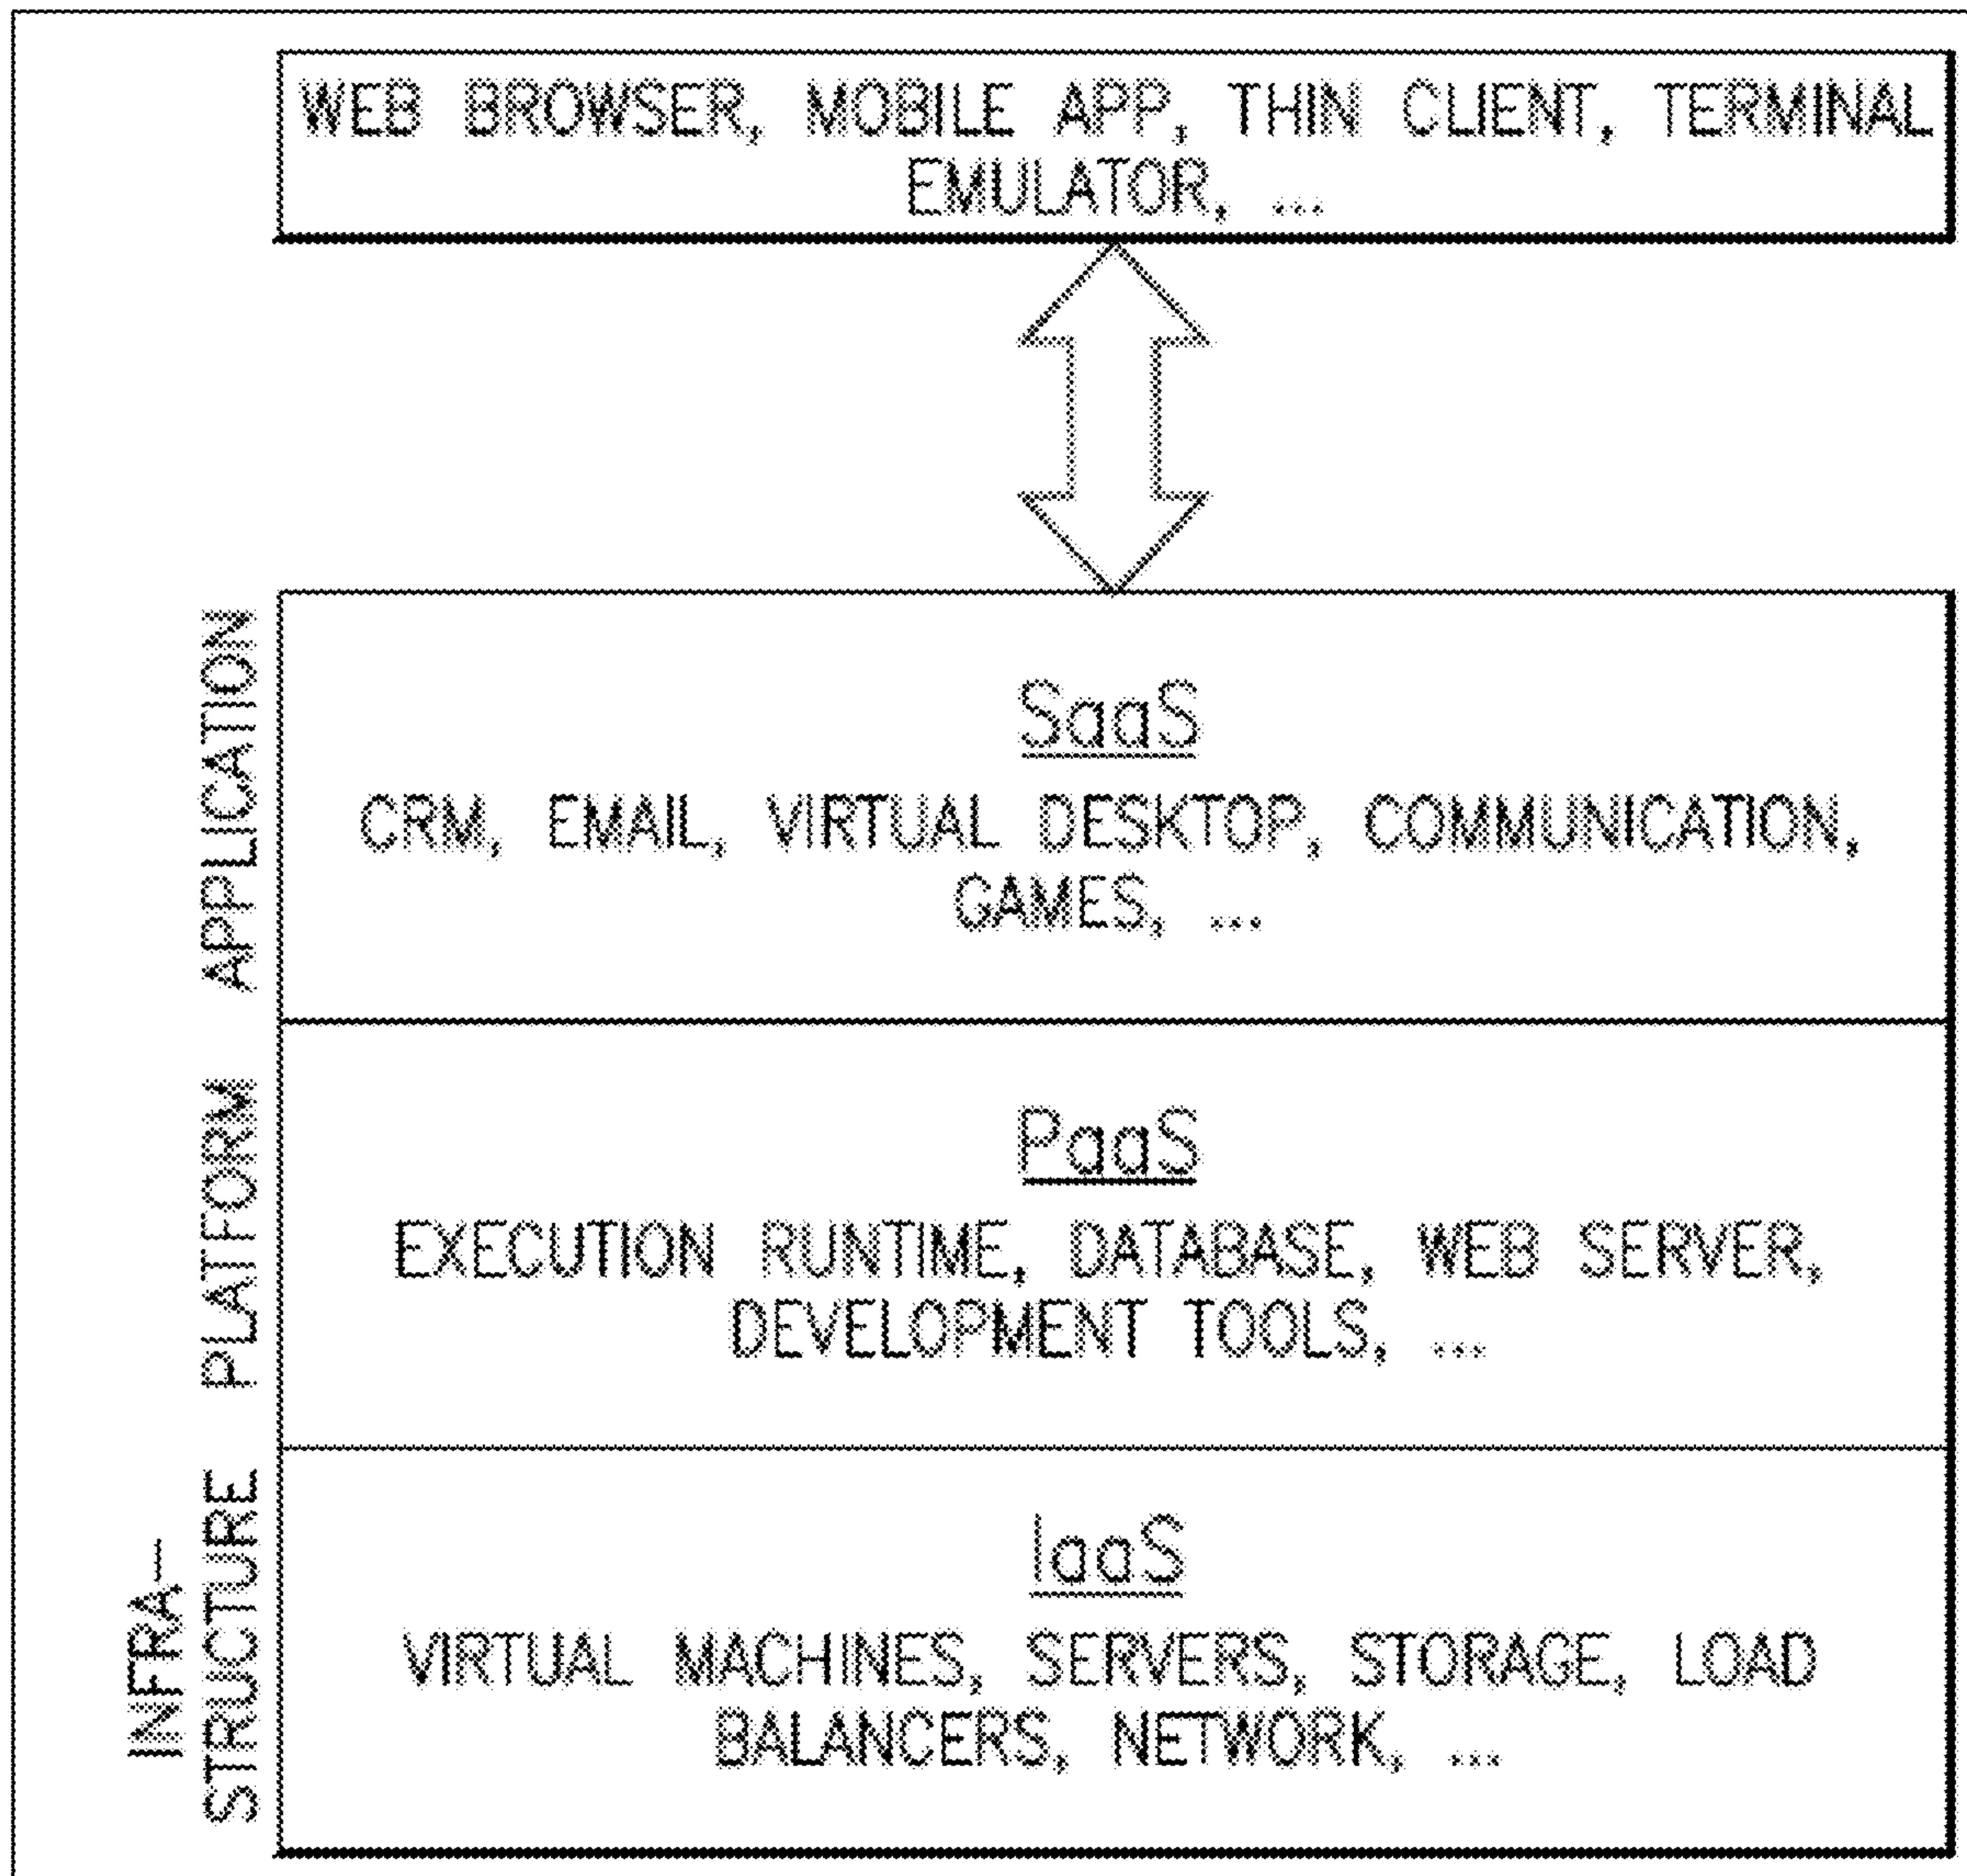 WEB BROWSER, MOBILE APP, THIN CLIENT, TERMINAL
EMULATOR, ...
APPLICATION
SaaS
CRM, EMAIL, VIRTUAL DESKTOP, COMMUNICATION,
GAMES, ...
PLATFORM
PaaS
EXECUTION RUNTIME, DATABASE, WEB SERVER,
DEVELOPMENT TOOLS, ...
INFRA-
STRUCTURE
IaaS
VIRTUAL MACHINES, SERVERS, STORAGE, LOAD
BALANCERS, NETWORK, ...